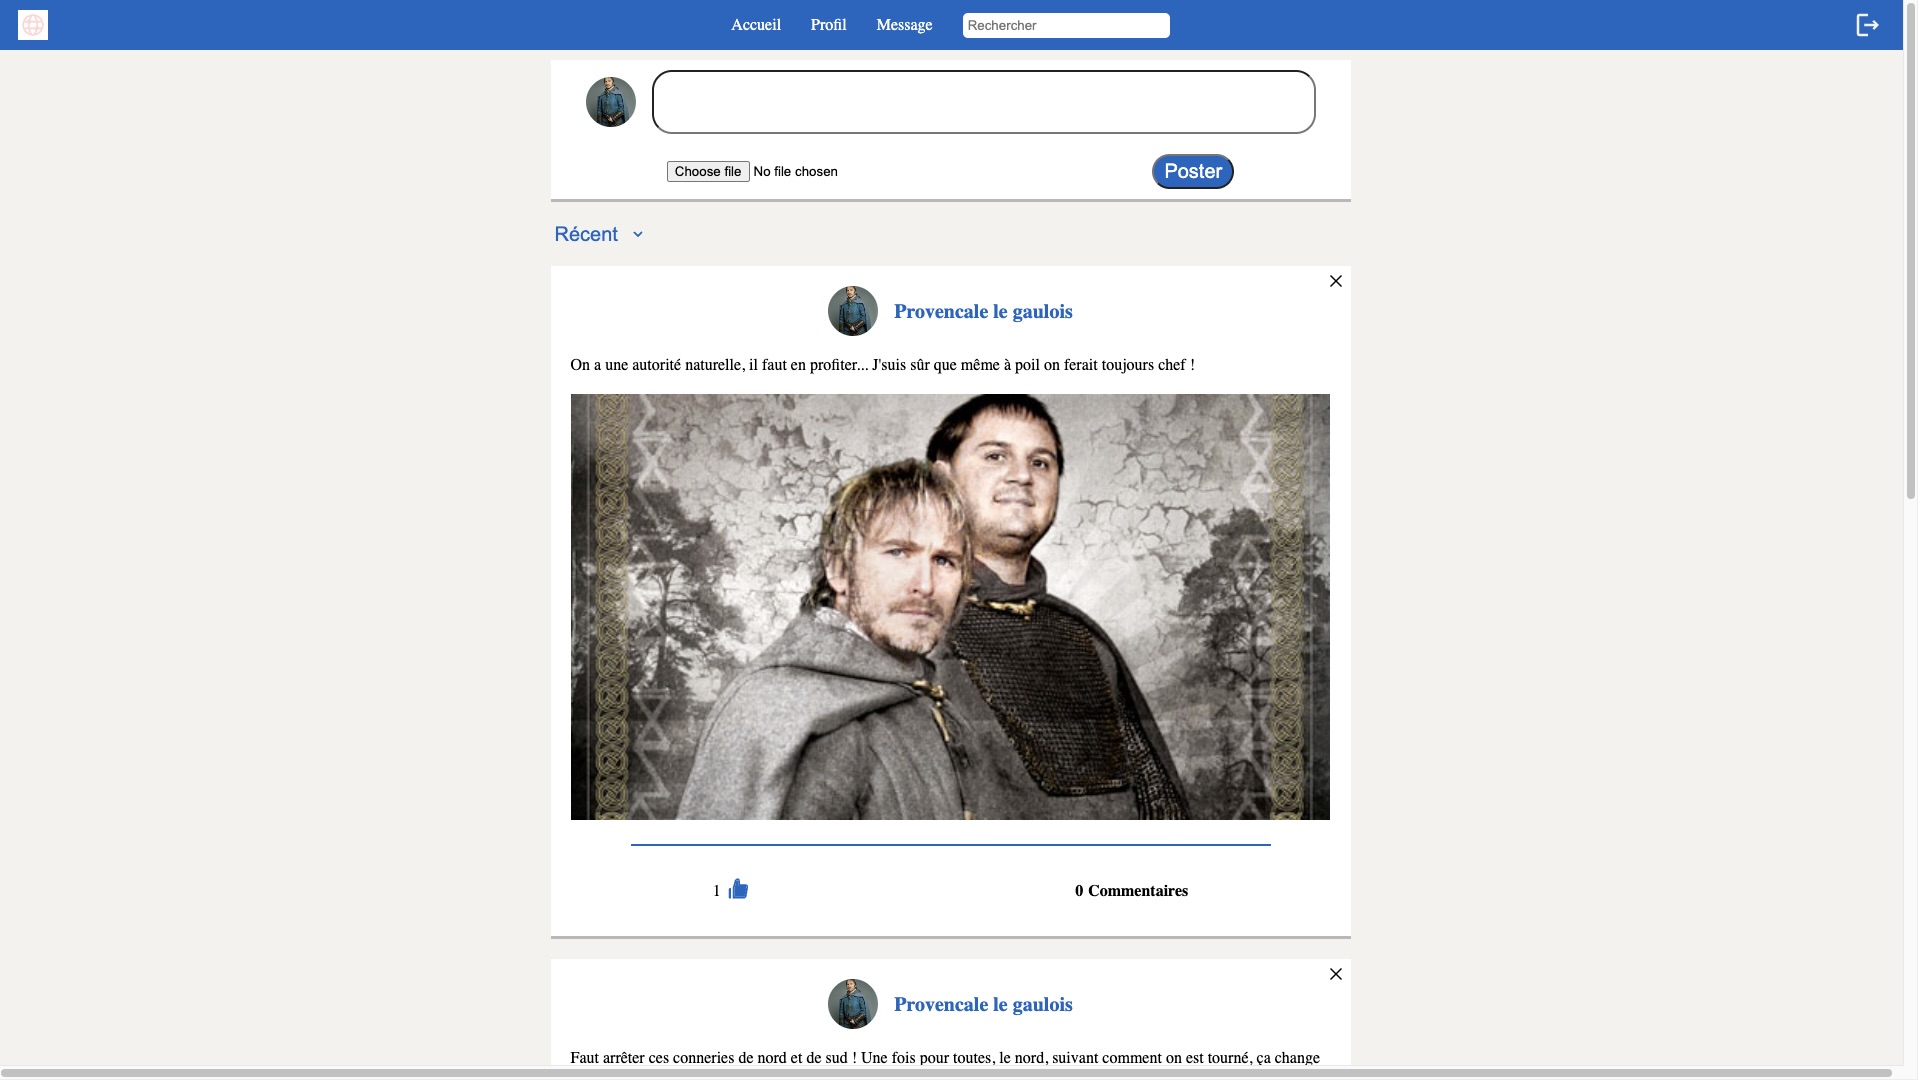 Accueil
Profil
Message
Rechercher
Choose file No file chosen
Poster
Récent
Provencale le gaulois
On a une autorité naturelle, il faut en profiter... J'suis sûr que même à poil on ferait toujours chef !
1
0 Commentaires
Provencale le gaulois
Faut arrêter ces conneries de nord et de sud ! Une fois pour toutes, le nord, suivant comment on est tourné, ça change